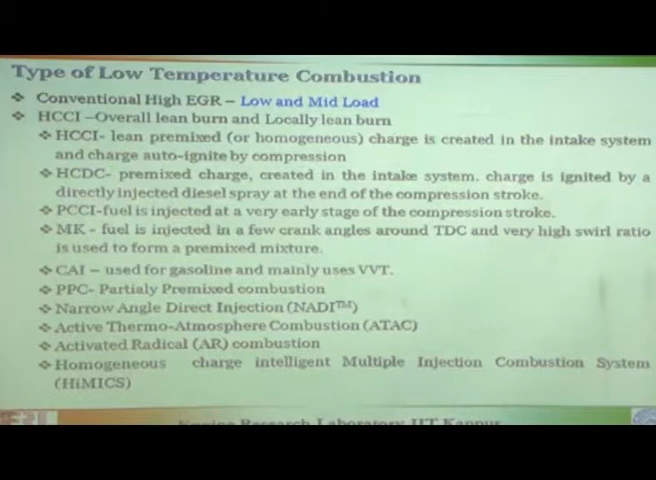 Type of Low Temperature Combustion
❖ Conventional High EGR – Low and Mid Load
❖ HCCI –Overall lean burn and Locally lean burn
❖ HCCI- lean premixed (or homogeneous) charge is created in the intake system
and charge auto-ignite by compression
❖ HCDC- premixed charge, created in the intake system. charge is ignited by a
directly injected diesel spray at the end of the compression stroke.
❖ PCCI-fuel is injected at a very early stage of the compression stroke.
❖ MK - fuel is injected in a few crank angles around TDC and very high swirl ratio
is used to form a premixed mixture.
❖ CAI – used for gasoline and mainly uses VVT.
❖ PPC- Partialy Premixed combustion
❖ Narrow Angle Direct Injection (NADI™)
❖ Active Thermo-Atmosphere Combustion (ATAC)
❖ Activated Radical (AR) combustion
❖ Homogeneous charge intelligent Multiple Injection Combustion System
(HiMICS)
Engine Research Laboratory, IIT Kanpur